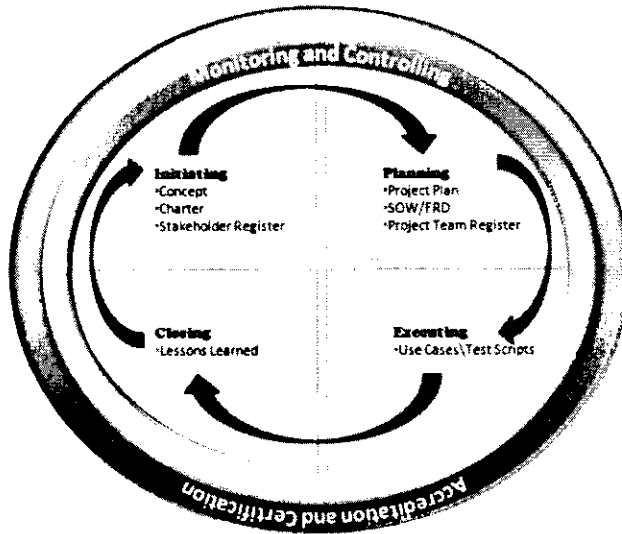 Monitoring and Controlling
Initiating
•Concept
•Charter
•Stakeholder Register
Planning
•Project Plan
•SOW/FRD
•Project Team Register
Closing
•Lessons Learned
Executing
•Use Cases\Test Scripts
Accreditation and Certification